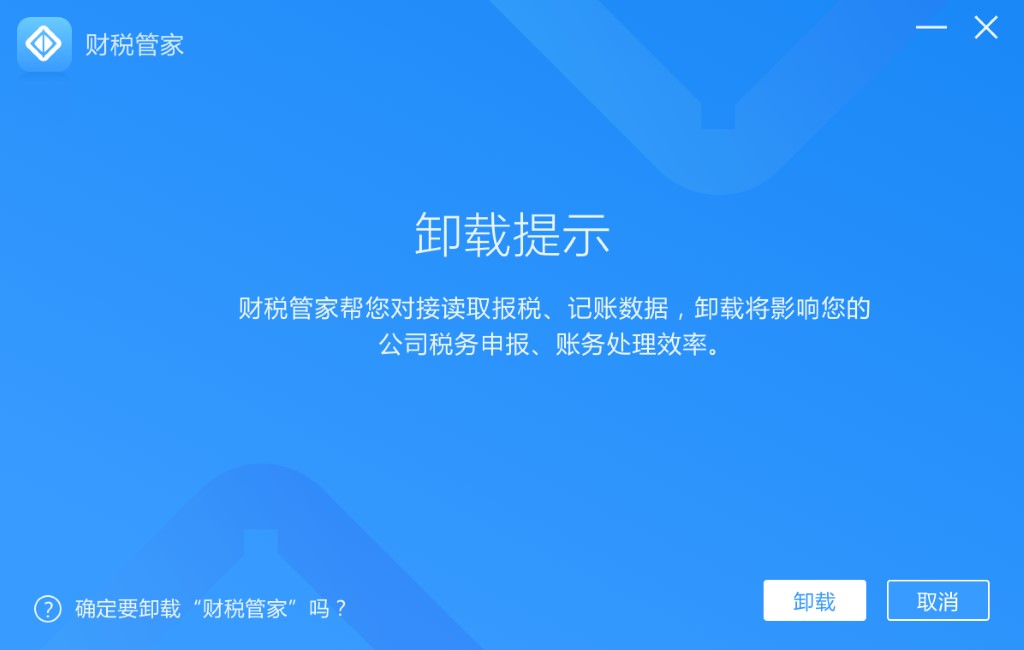 财税管家
卸载提示
财税管家帮您对接读取报税、记账数据，卸载将影响您的
公司税务申报、账务处理效率。
? 确定要卸载“财税管家”吗？
卸载
取消